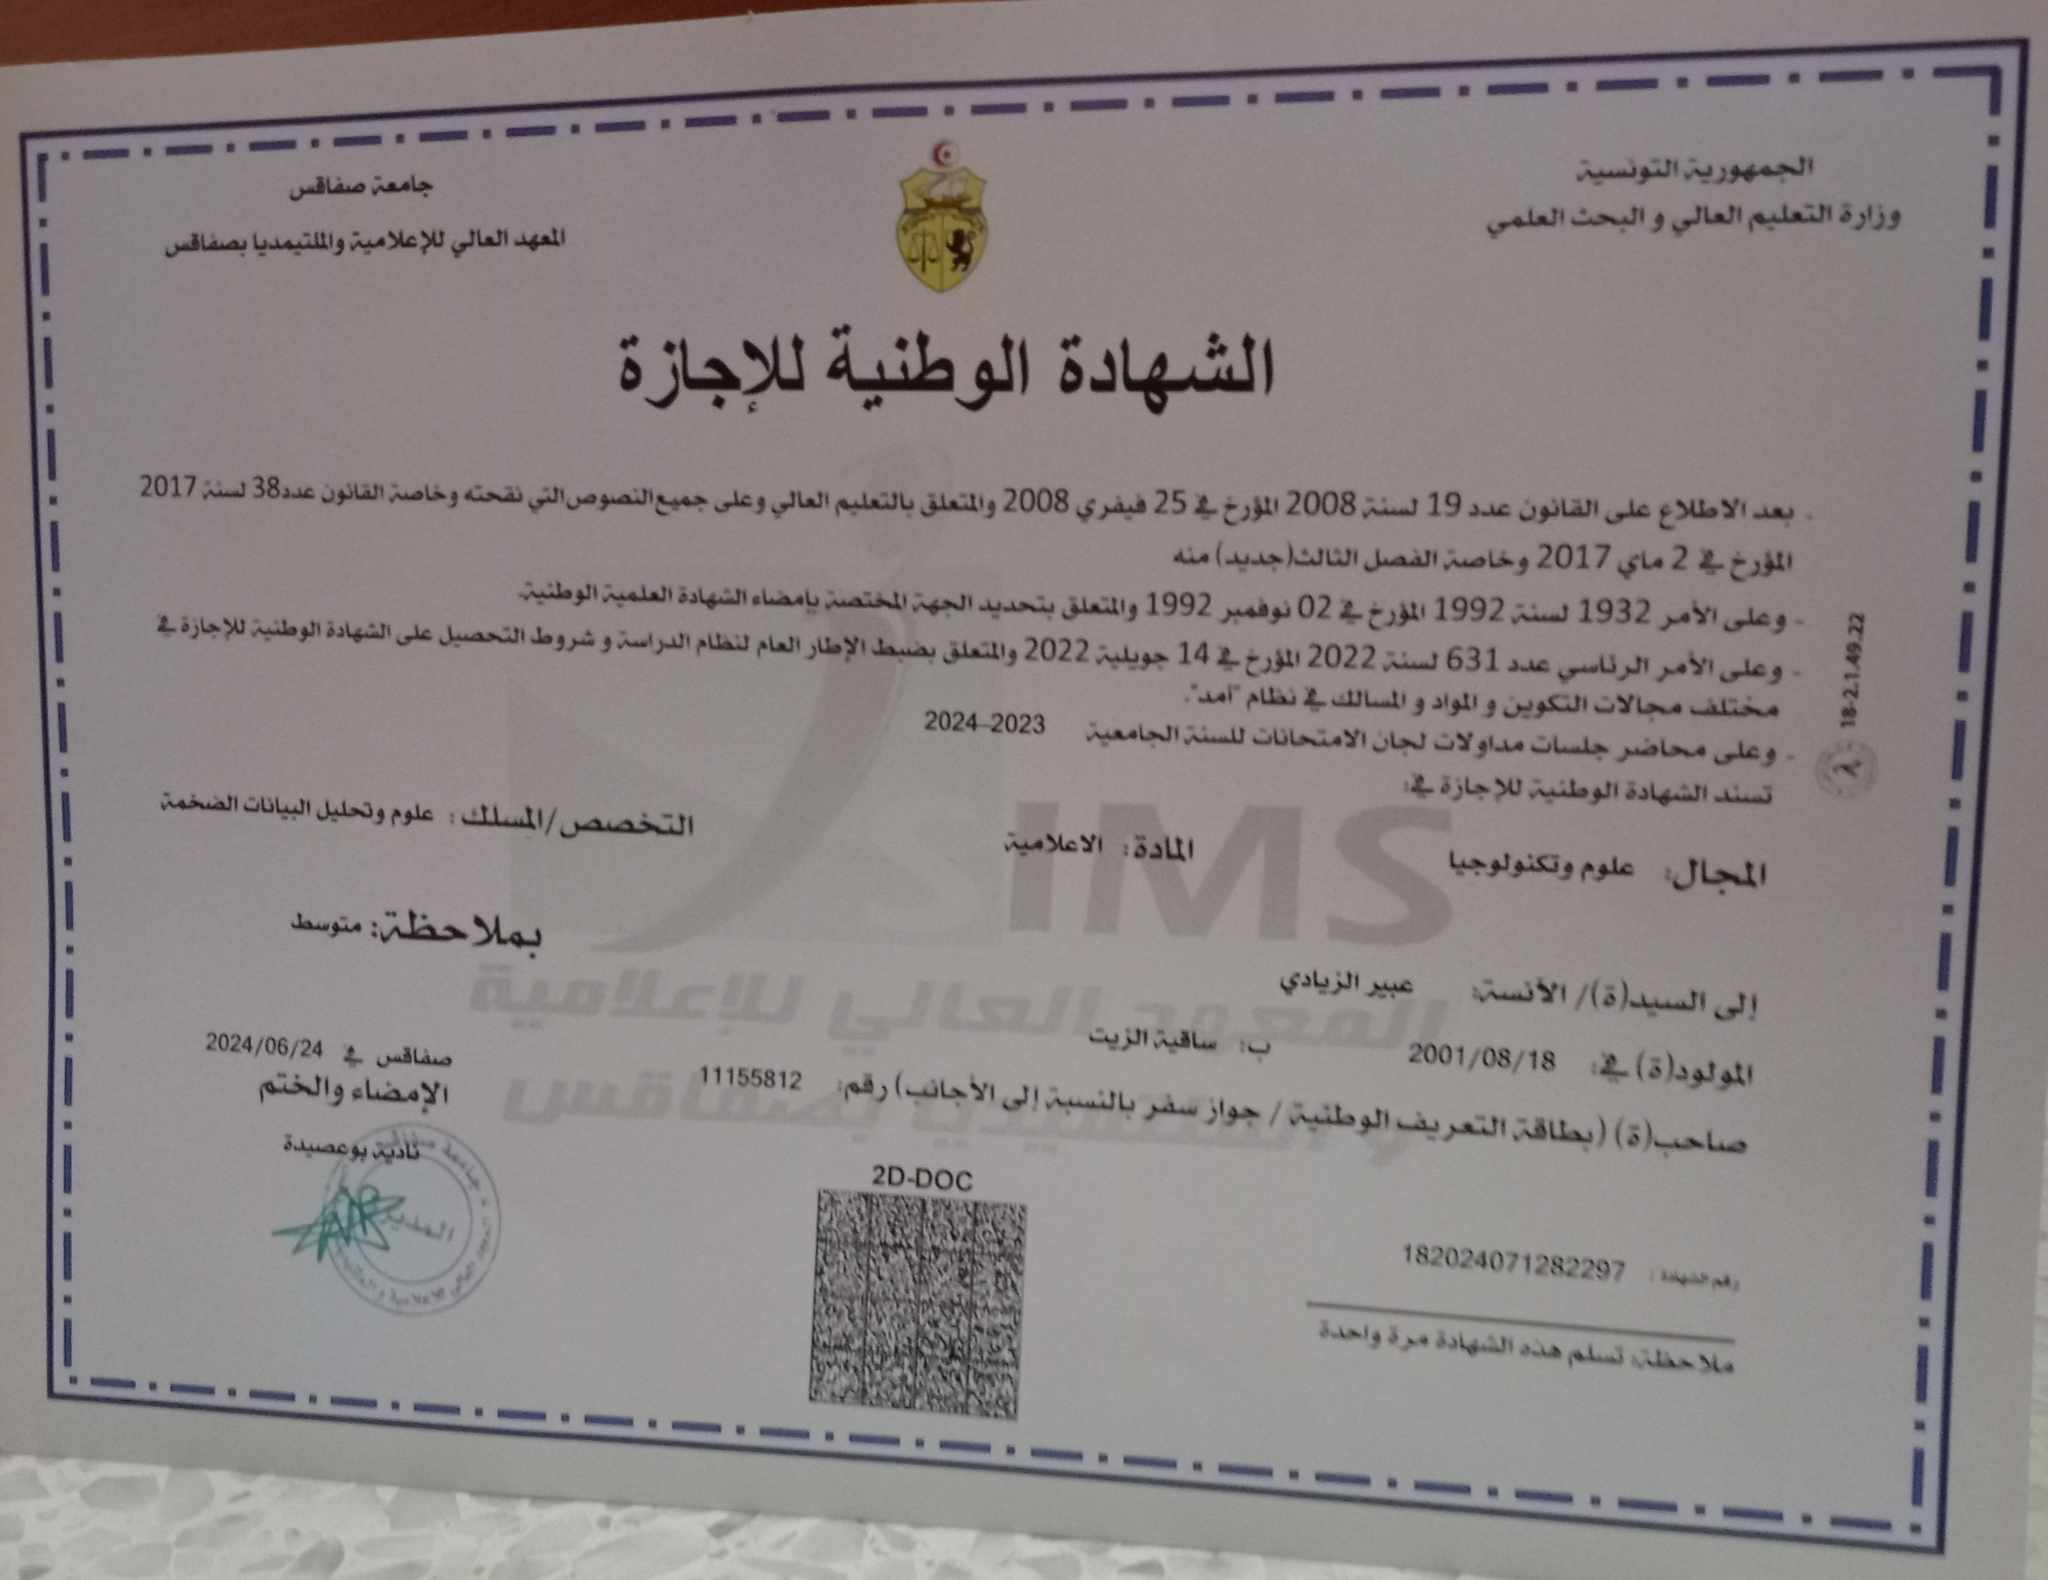 الجمهورية التونسية
وزارة التعليم العالي و البحث العلمي
جامعة صفاقس
المعهد العالي للإعلامية والملتيمديا بصفاقس
الشهادة الوطنية للإجازة
- بعد الاطلاع على القانون عدد 19 لسنة 2008 المؤرخ في 25 فيفري 2008 والمتعلق بالتعليم العالي وعلى جميع النصوص التي نقحته وخاصة القانون عدد 38 لسنة 2017
المؤرخ في 2 ماي 2017 وخاصة الفصل الثالث (جديد) منه
- وعلى الأمر 1932 لسنة 1992 المؤرخ في 02 نوفمبر 1992 والمتعلق بتحديد الجهة المختصة بإمضاء الشهادة العلمية الوطنية.
- وعلى الأمر الرئاسي عدد 631 لسنة 2022 المؤرخ في 14 جويلية 2022 والمتعلق بضبط الإطار العام لنظام الدراسة و شروط التحصيل على الشهادة الوطنية للإجازة في
مختلف مجالات التكوين و المواد و المسالك في نظام "أمد".
- وعلى محاضر جلسات مداولات لجان الامتحانات للسنة الجامعية 2023-2024
تسند الشهادة الوطنية للإجازة في:
المجال: علوم وتكنولوجيا المادة: الاعلامية التخصص/المسلك: علوم وتحليل البيانات الضخمة
بملاحظة: متوسط
إلى السيد(ة)/ الآنسة: عبير الزيادي
المولود(ة) في: 2001/08/18 ب: ساقية الزيت
صاحب(ة) (بطاقة التعريف الوطنية / جواز سفر بالنسبة إلى الأجانب) رقم: 11155812
صفاقس في 2024/06/24
الإمضاء والختم
نادية بوعصيدة
المدير
2D-DOC
رقم الشهادة : 182024071282297
ملاحظة: تسلم هذه الشهادة مرة واحدة
18-2.1.49.22
ISIMS
المعهد العالي للإعلامية
و الملتيميديا بصفاقس